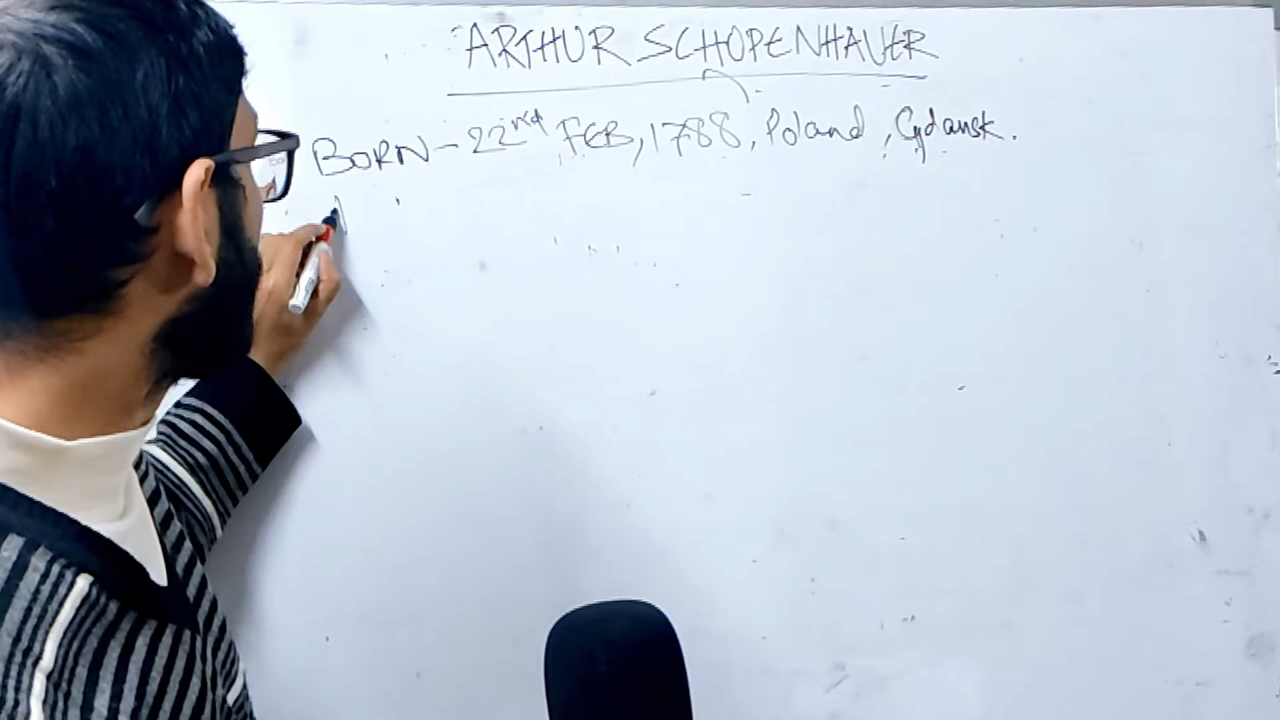 ARTHUR SCHOPENHAUER
BORN - 22nd FEB, 1788, Poland, Gdansk.